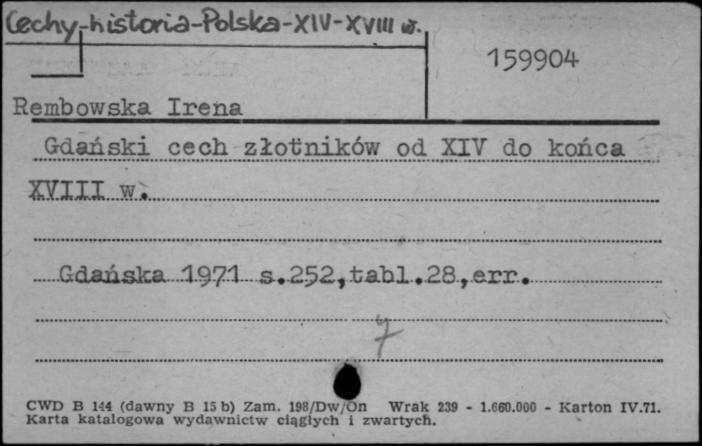 Cechy-historia-Polska-XIV-XVIII w.
159904
Rembowska Irena
Gdański cech złotników od XIV do końca
XVIII w.
Gdańska 1971 s.252,tabl.28,err.
7
CWD B 144 (dawny B 15 b) Zam. 198/Dw/On Wrak 239 - 1.660.000 - Karton IV.71.
Karta katalogowa wydawnictw ciągłych i zwartych.